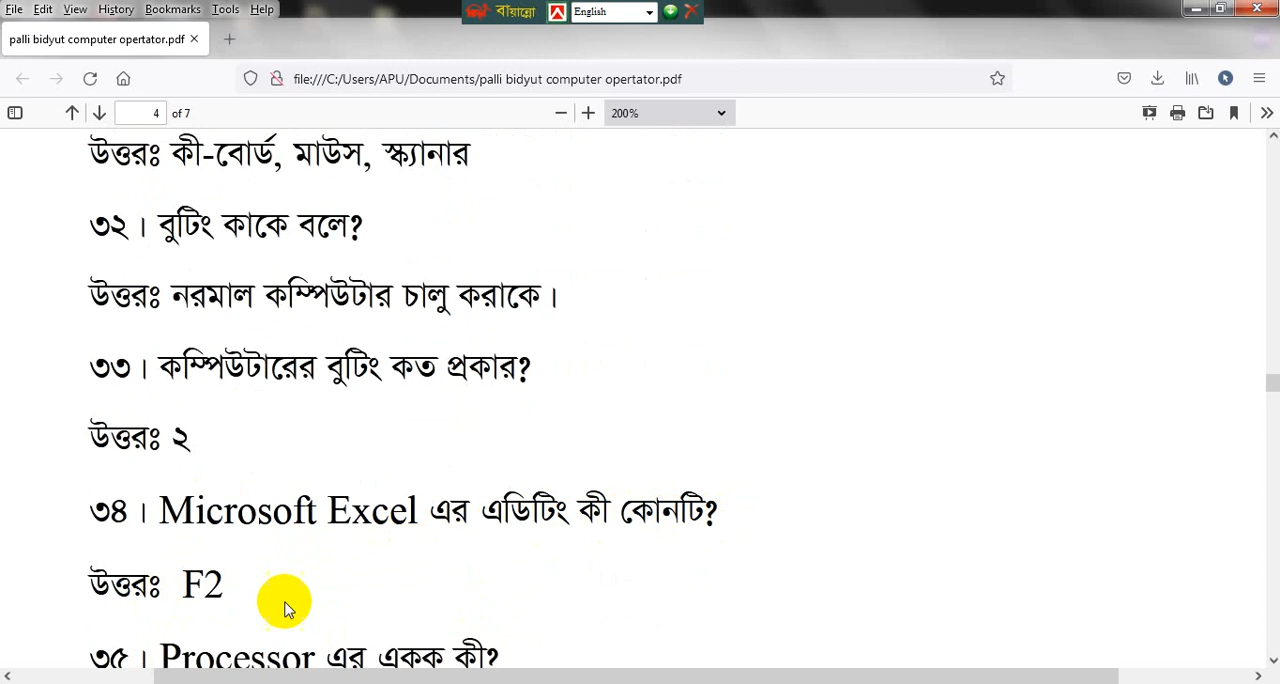 File Edit View History Bookmarks Tools Help
বায়ান্নো English
palli bidyut computer opertator.pdf
file:///C:/Users/APU/Documents/palli bidyut computer opertator.pdf
4 of 7 200%
উত্তরঃ কী-বোর্ড, মাউস, স্ক্যানার
৩২। বুটিং কাকে বলে?
উত্তরঃ নরমাল কম্পিউটার চালু করাকে।
৩৩। কম্পিউটারের বুটিং কত প্রকার?
উত্তরঃ ২
৩৪। Microsoft Excel এর এডিটিং কী কোনটি?
উত্তরঃ F2
৩৫। Processor এর একক কী?